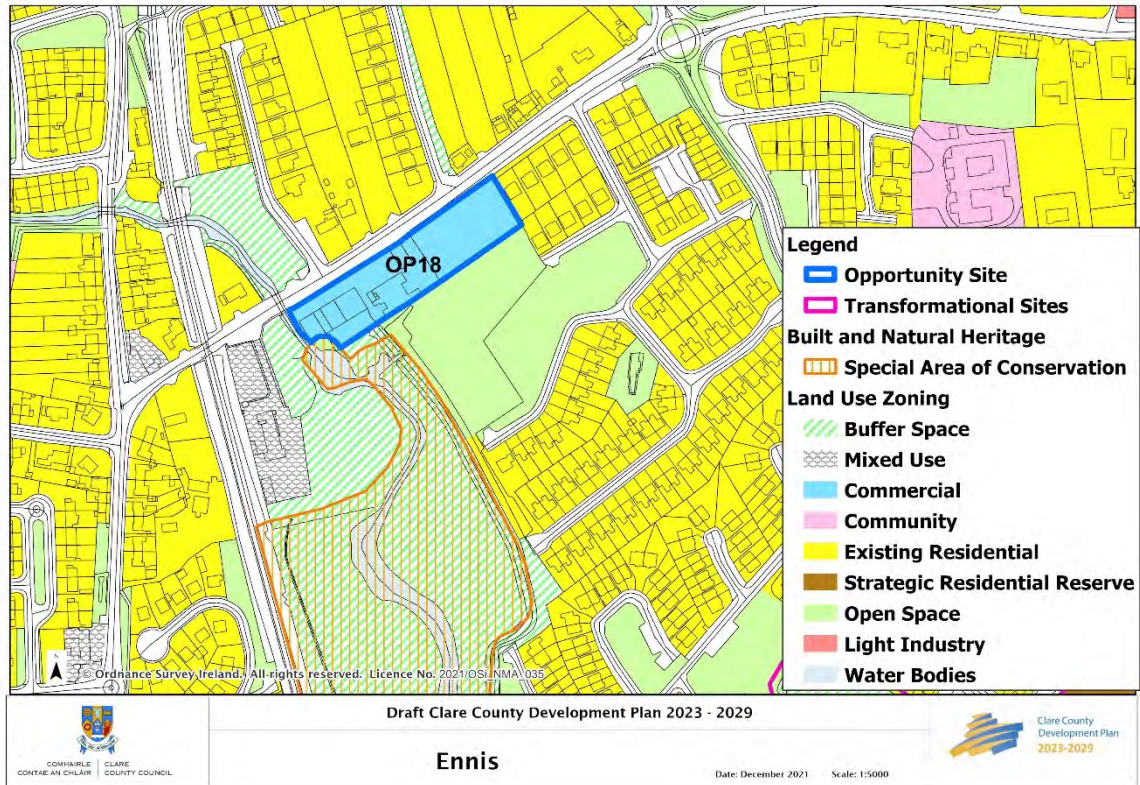 OP18
Legend
Opportunity Site
Transformational Sites
Built and Natural Heritage
Special Area of Conservation
Land Use Zoning
Buffer Space
Mixed Use
Commercial
Community
Existing Residential
Strategic Residential Reserve
Open Space
Light Industry
Water Bodies
© Ordnance Survey Ireland. All rights reserved. Licence No. 2021/OSi_NMA_035
Draft Clare County Development Plan 2023 - 2029
Ennis
Date: December 2021 Scale: 1:5000
COMHAIRLE CLARE
CONTAE AN CHLÁIR COUNTY COUNCIL
Clare County
Development Plan
2023-2029